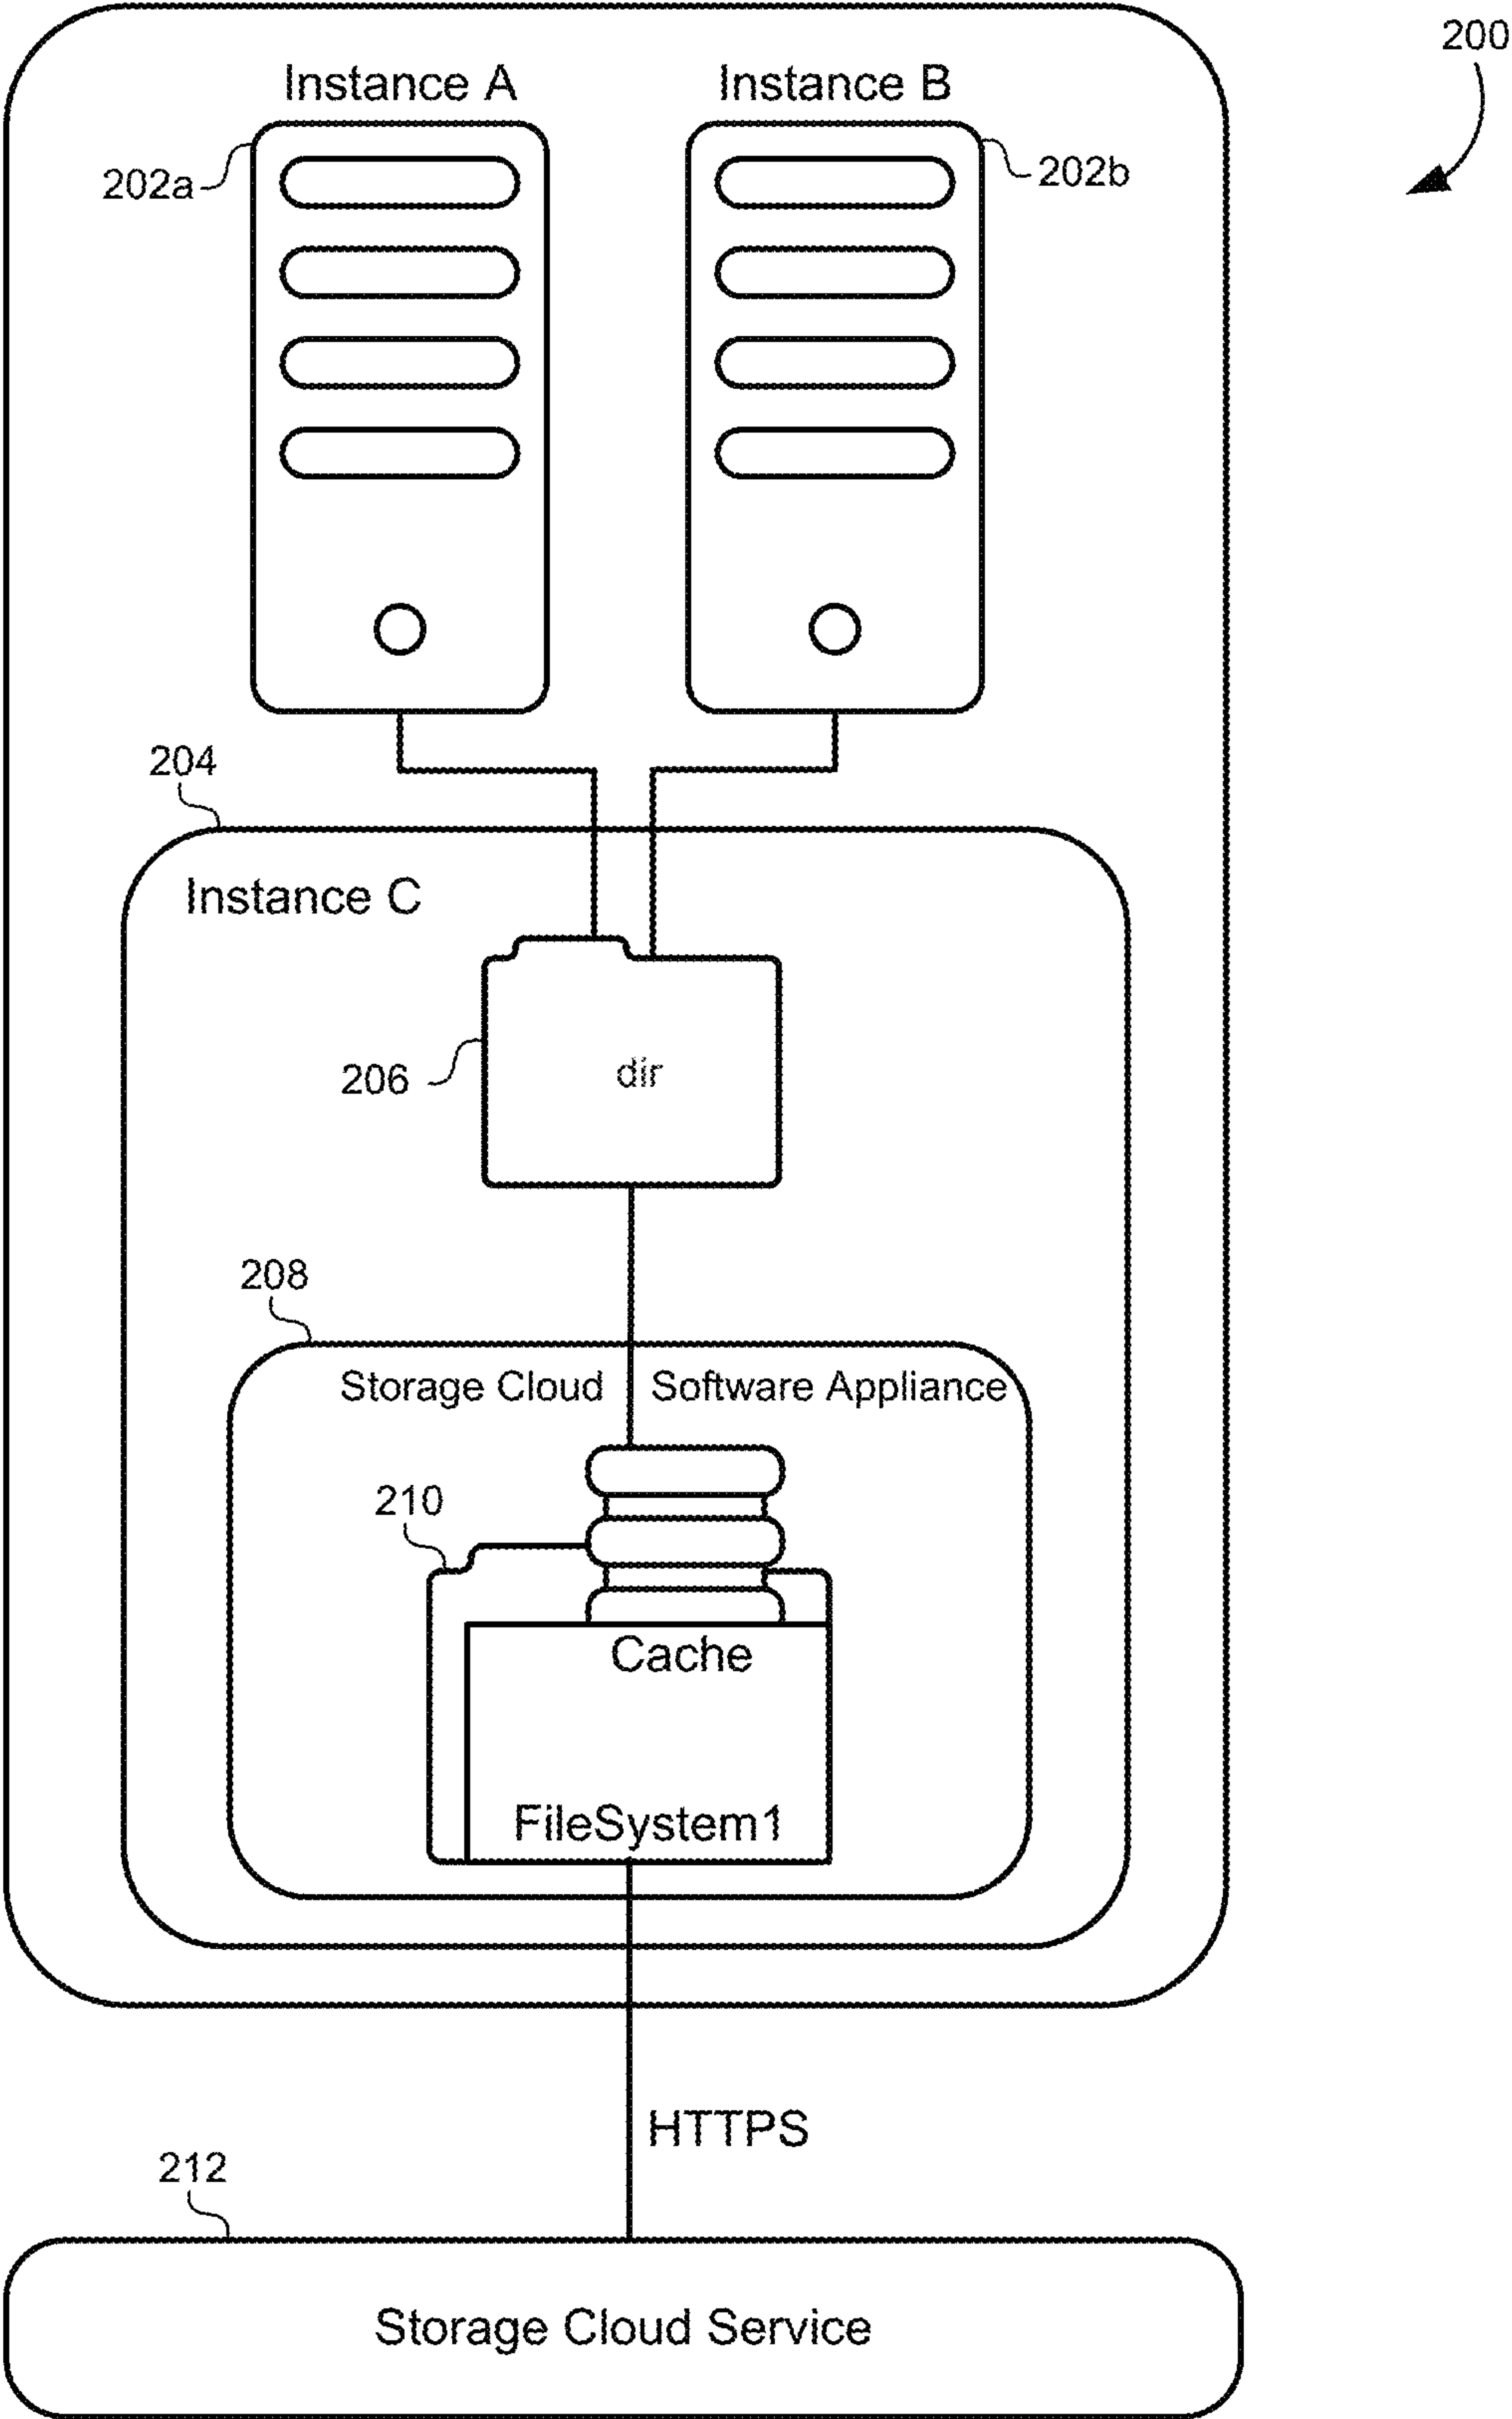 200
Instance A
Instance B
202a
202b
204
Instance C
206
dir
208
Storage Cloud Software Appliance
210
Cache
FileSystem1
HTTPS
212
Storage Cloud Service